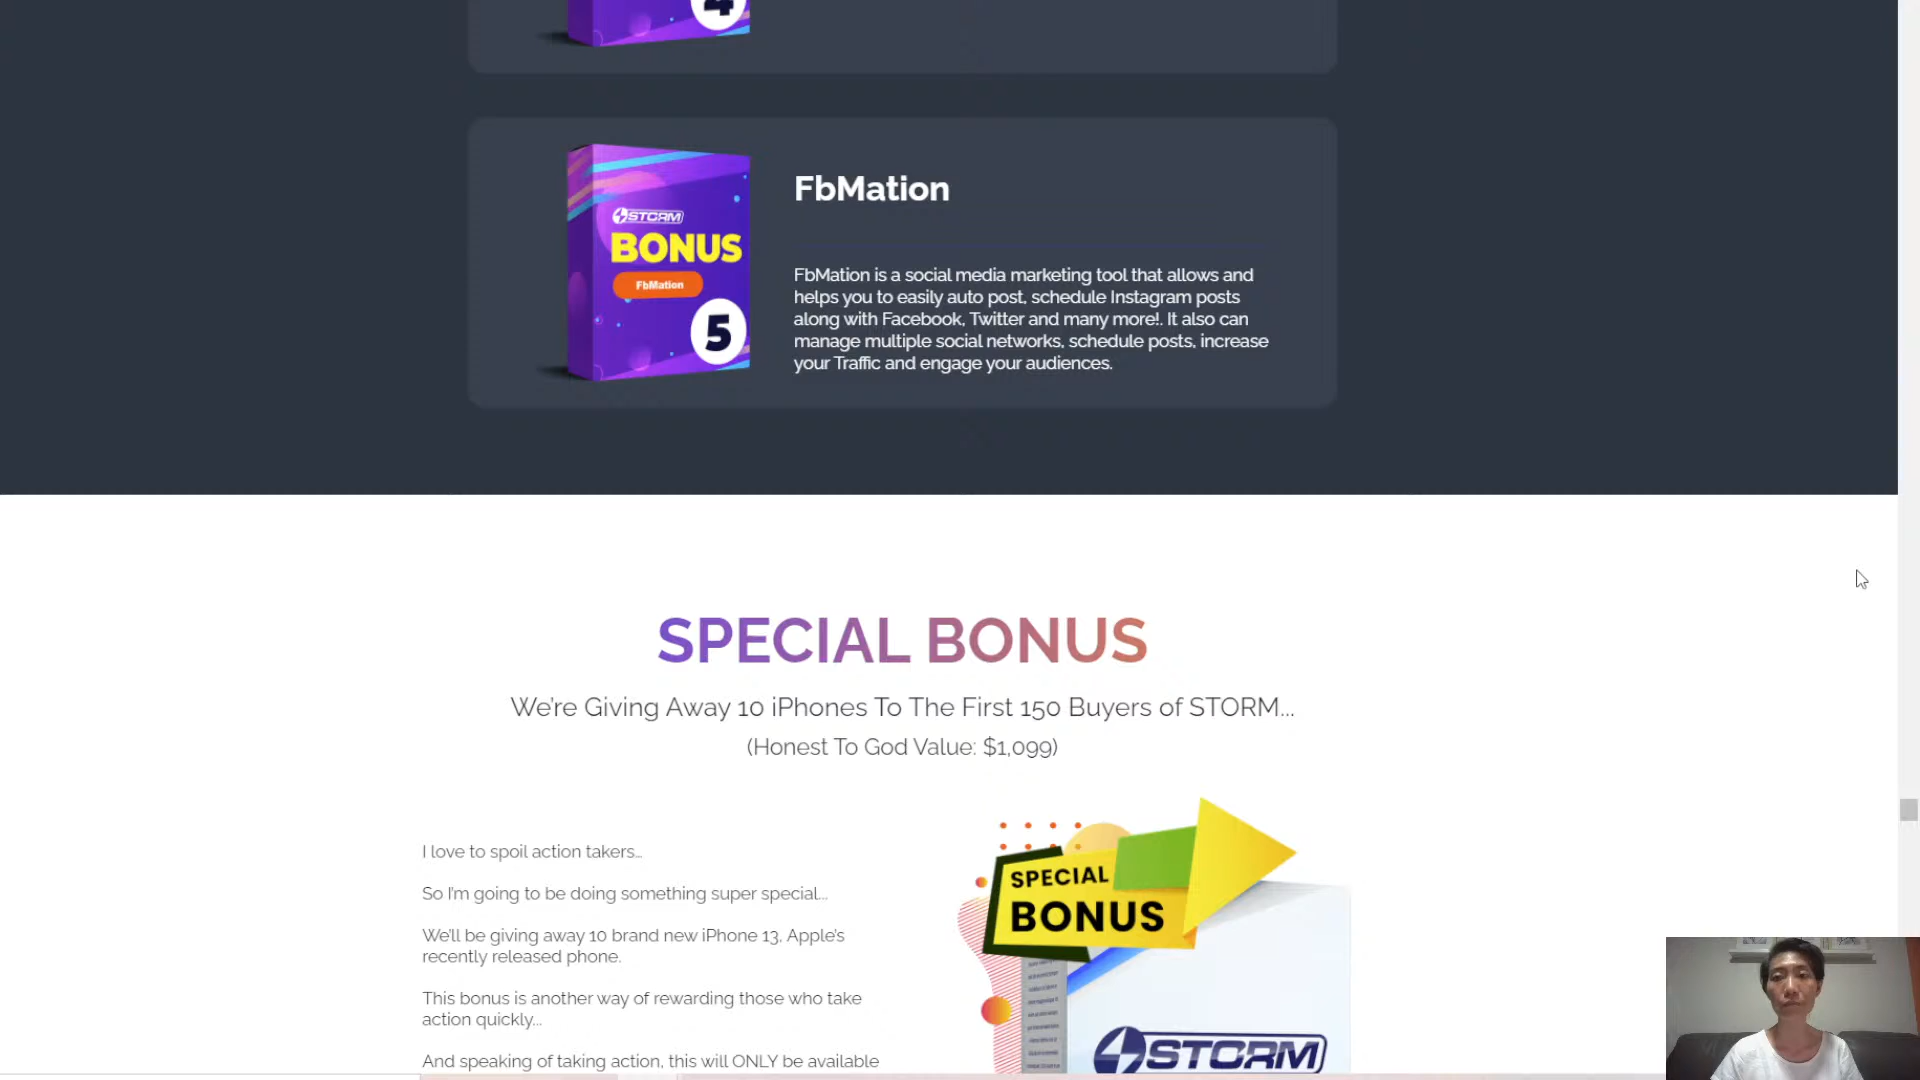 4
FbMation
STORM
BONUS
FbMation
5
FbMation is a social media marketing tool that allows and
helps you to easily auto post, schedule Instagram posts
along with Facebook, Twitter and many more!. It also can
manage multiple social networks, schedule posts, increase
your Traffic and engage your audiences.
SPECIAL BONUS
We're Giving Away 10 iPhones To The First 150 Buyers of STORM...
(Honest To God Value: $1,099)
I love to spoil action takers...
So I'm going to be doing something super special...
We'll be giving away 10 brand new iPhone 13, Apple's
recently released phone.
This bonus is another way of rewarding those who take
action quickly...
And speaking of taking action, this will ONLY be available
SPECIAL
BONUS
STORM